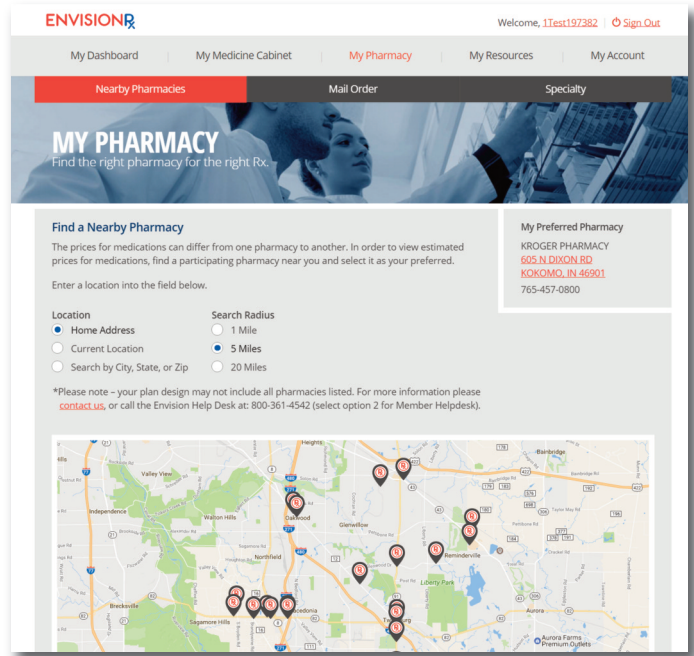 ENVISIONRX
Welcome, 1Test197382 | Sign Out
My Dashboard
My Medicine Cabinet
My Pharmacy
My Resources
My Account
Nearby Pharmacies
Mail Order
Specialty
MY PHARMACY
Find the right pharmacy for the right Rx.
Find a Nearby Pharmacy
The prices for medications can differ from one pharmacy to another. In order to view estimated
prices for medications, find a participating pharmacy near you and select it as your preferred.
Enter a location into the field below.
Location
Home Address
Current Location
Search by City, State, or Zip
Search Radius
1 Mile
5 Miles
20 Miles
*Please note – your plan design may not include all pharmacies listed. For more information please
contact us, or call the Envision Help Desk at: 800-361-4542 (select option 2 for Member Helpdesk).
My Preferred Pharmacy
KROGER PHARMACY
605 N DIXON RD
KOKOMO, IN 46901
765-457-0800
Heights
Bainbridge
Valley View
Independence
Walton Hills
Oakwood
Glenwillow
Northfield
Reminderville
Liberty Park
Brecksville
Macedonia
Sagamore Hills
Aurora
Aurora Farms
Premium Outlets